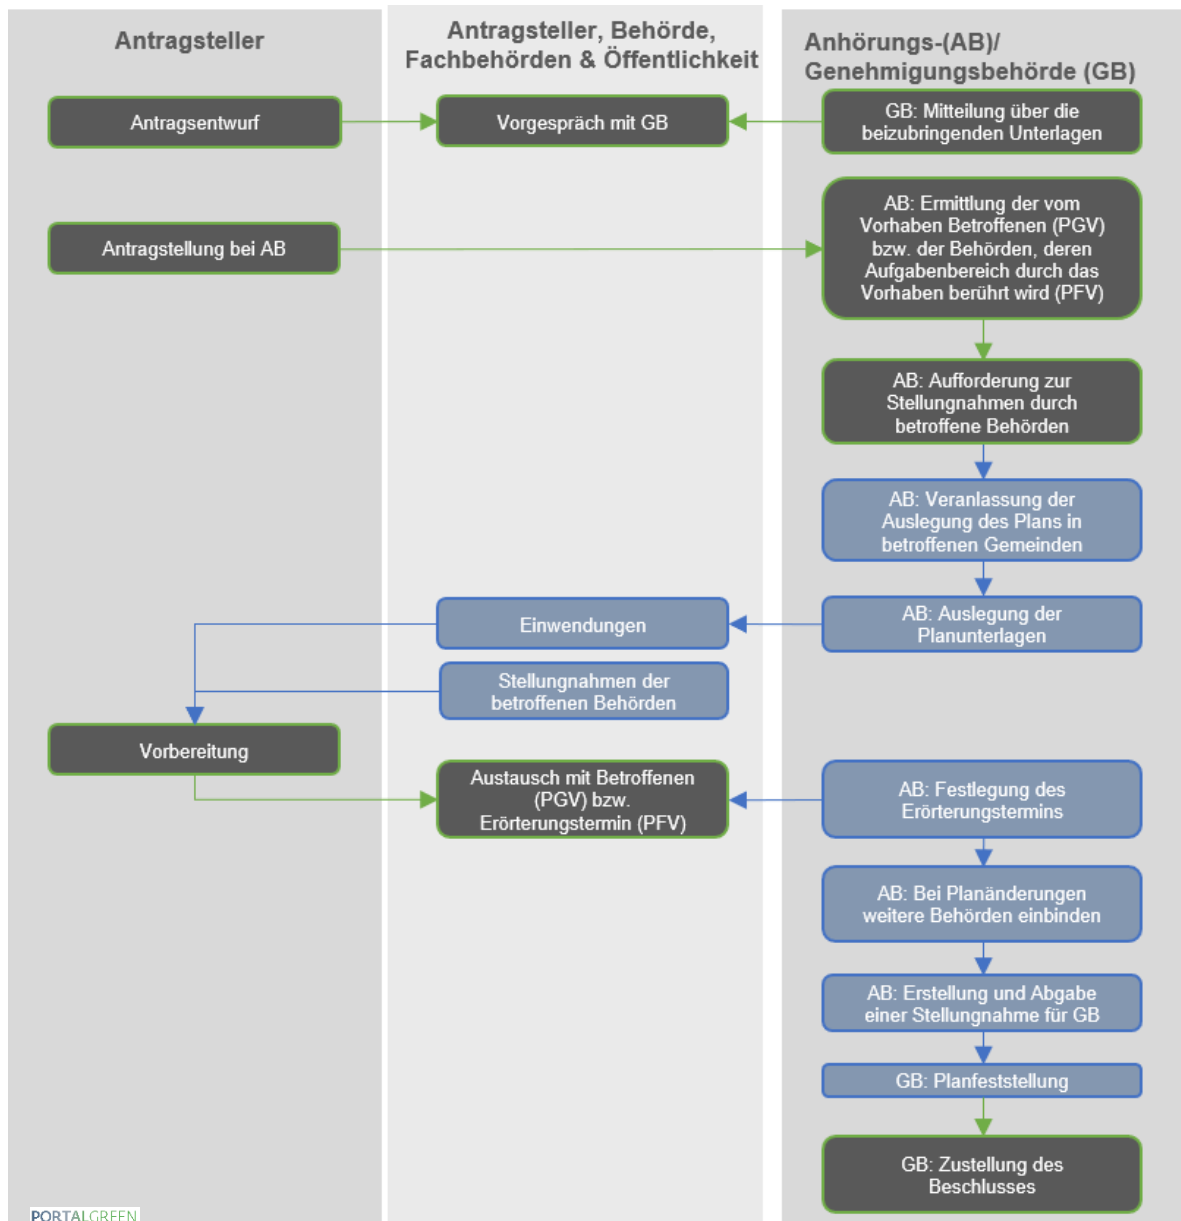 Antragsteller
Antragsteller, Behörde,
Fachbehörden & Öffentlichkeit
Anhörungs-(AB)/
Genehmigungsbehörde (GB)
Antragsentwurf
Vorgespräch mit GB
GB: Mitteilung über die
beizubringenden Unterlagen
Antragstellung bei AB
AB: Ermittlung der vom
Vorhaben Betroffenen (PGV)
bzw. der Behörden, deren
Aufgabenbereich durch das
Vorhaben berührt wird (PFV)
AB: Aufforderung zur
Stellungnahmen durch
betroffene Behörden
AB: Veranlassung der
Auslegung des Plans in
betroffenen Gemeinden
Einwendungen
AB: Auslegung der
Planunterlagen
Stellungnahmen der
betroffenen Behörden
Vorbereitung
Austausch mit Betroffenen
(PGV) bzw.
Erörterungstermin (PFV)
AB: Festlegung des
Erörterungstermins
AB: Bei Planänderungen
weitere Behörden einbinden
AB: Erstellung und Abgabe
einer Stellungnahme für GB
GB: Planfeststellung
GB: Zustellung des
Beschlusses
PORTALGREEN